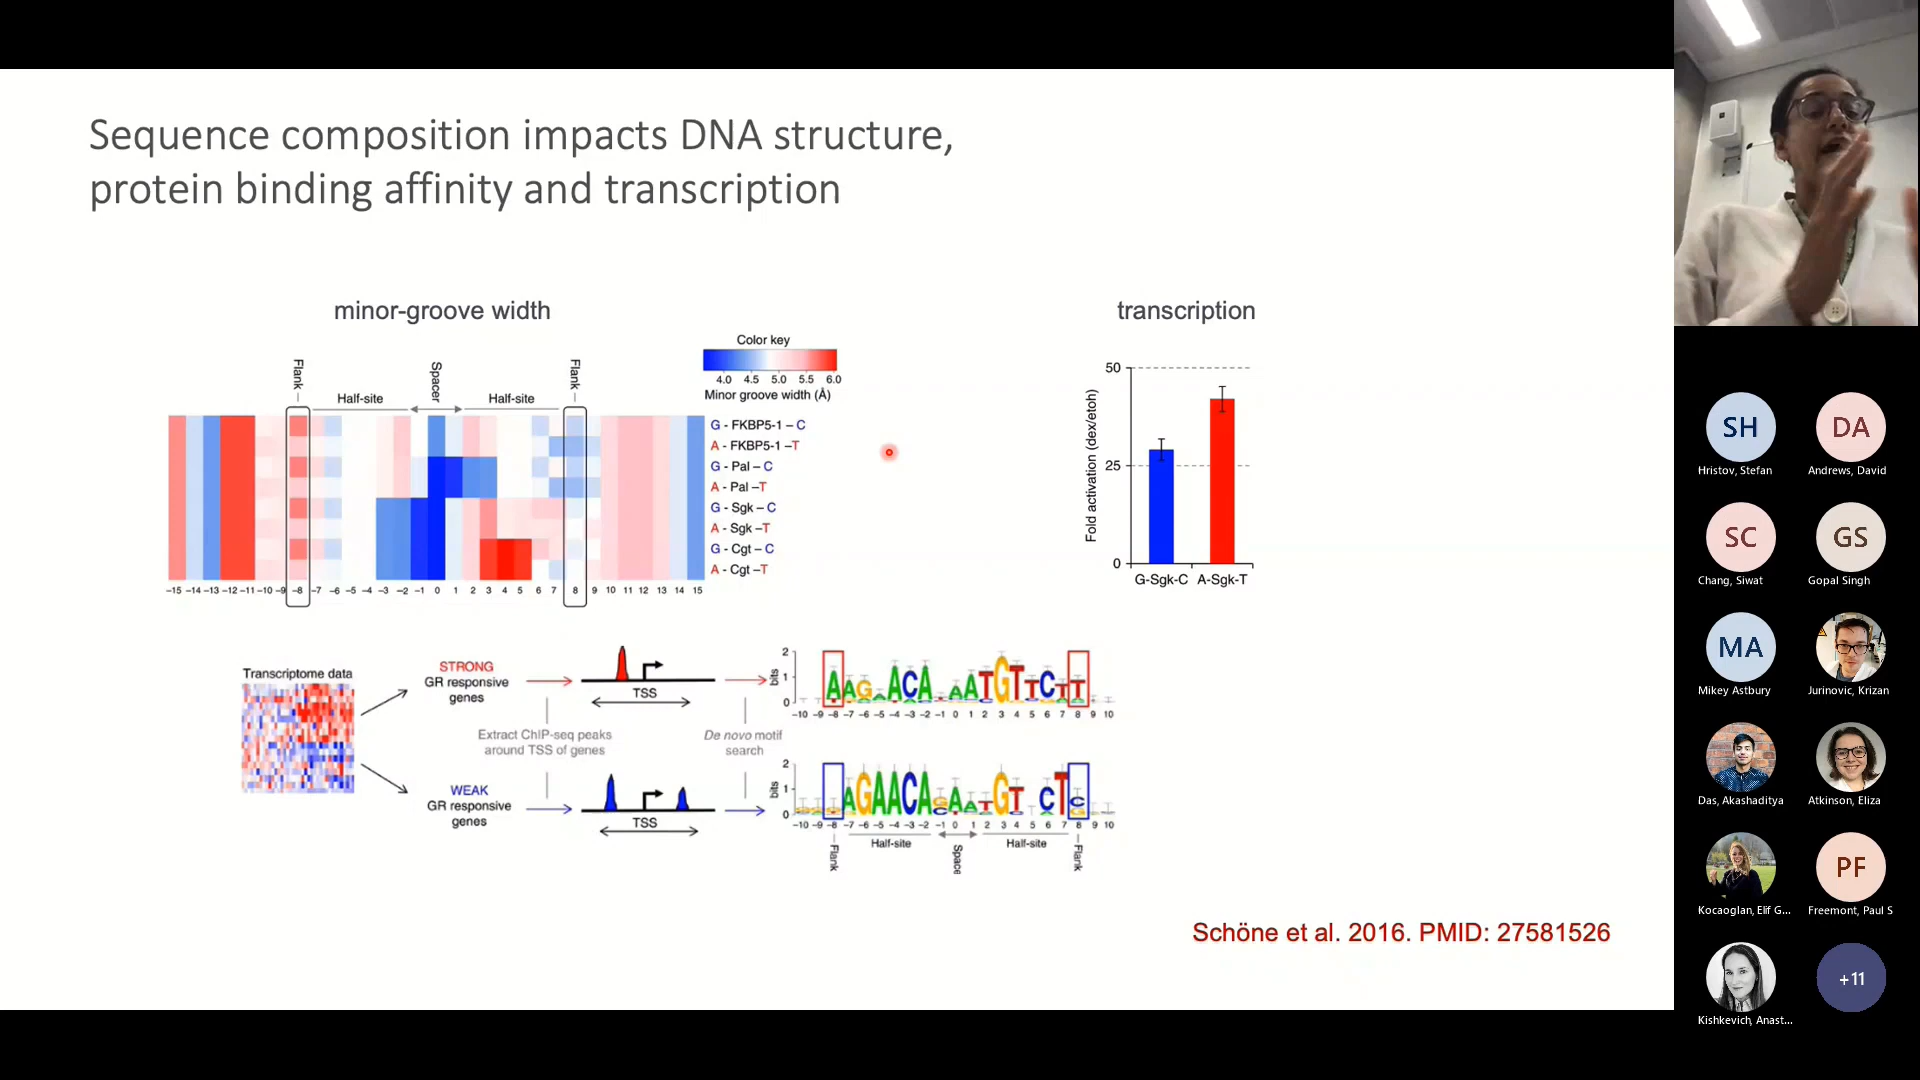 Sequence composition impacts DNA structure,
protein binding affinity and transcription
minor-groove width
Color key
4.0 4.5 5.0 5.5 6.0
Minor groove width (Å)
Flank
Spacer
Flank
Half-site
Half-site
G - FKBP5-1 – C
A - FKBP5-1 –T
G - Pal – C
A - Pal –T
G - Sgk – C
A - Sgk –T
G - Cgt – C
A - Cgt –T
–15 –14 –13 –12 –11 –10 –9 –8 –7 –6 –5 –4 –3 –2 –1 0 1 2 3 4 5 6 7 8 9 10 11 12 13 14 15
transcription
Fold activation (dex/etoh)
50
25
0
G-Sgk-C A-Sgk-T
Transcriptome data
STRONG
GR responsive
genes
TSS
Extract ChIP-seq peaks
around TSS of genes
De novo motif
search
WEAK
GR responsive
genes
TSS
bits
2
1
0
–10 –9 –8 –7 –6 –5 –4 –3 –2 –1 0 1 2 3 4 5 6 7 8 9 10
bits
2
1
0
–10 –9 –8 –7 –6 –5 –4 –3 –2 –1 0 1 2 3 4 5 6 7 8 9 10
Half-site
Half-site
Flank
Space
Flank
Schöne et al. 2016. PMID: 27581526
SH
DA
Hristov, Stefan
Andrews, David
SC
GS
Chang, Siwat
Gopal Singh
MA
Mikey Astbury
Jurinovic, Krizan
Das, Akashaditya
Atkinson, Eliza
PF
Kocaoglan, Elif G...
Freemont, Paul S
+11
Kishkevich, Anast...